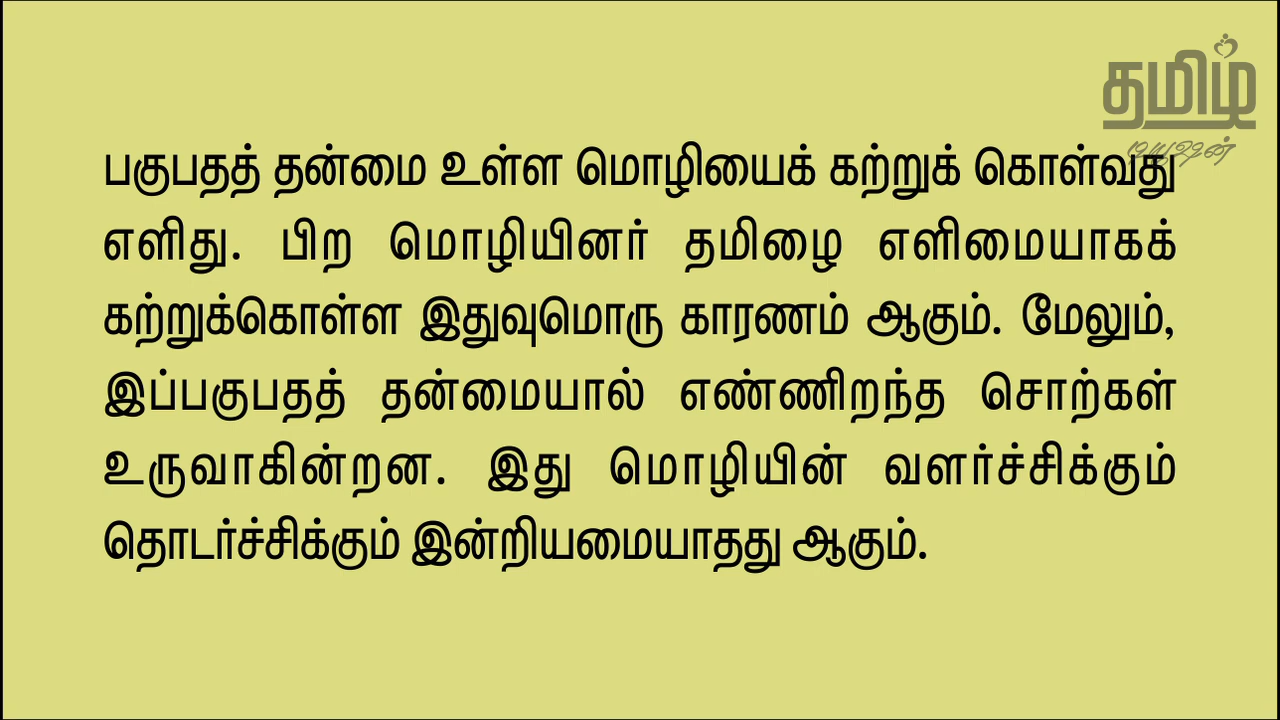 தமிழ்
பகுபதத் தன்மை உள்ள மொழியைக் கற்றுக் கொள்வது
எளிது. பிற மொழியினர் தமிழை எளிமையாகக்
கற்றுக்கொள்ள இதுவுமொரு காரணம் ஆகும். மேலும்,
இப்பகுபதத் தன்மையால் எண்ணிறந்த சொற்கள்
உருவாகின்றன. இது மொழியின் வளர்ச்சிக்கும்
தொடர்ச்சிக்கும் இன்றியமையாதது ஆகும்.